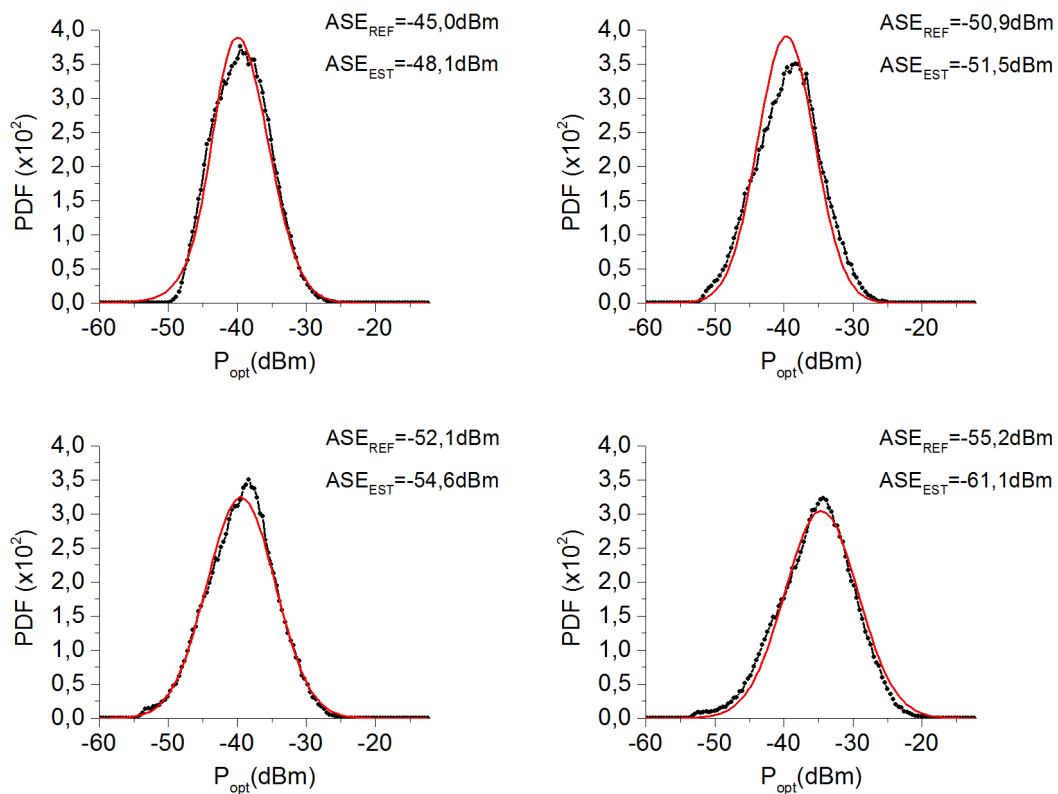 ASE_REF=-45,0dBm
ASE_EST=-48,1dBm
4,0
3,5
3,0
2,5
2,0
1,5
1,0
0,5
0,0
PDF (x10²)
-60 -50 -40 -30 -20
P_opt(dBm)
ASE_REF=-50,9dBm
ASE_EST=-51,5dBm
4,0
3,5
3,0
2,5
2,0
1,5
1,0
0,5
0,0
PDF (x10²)
-60 -50 -40 -30 -20
P_opt(dBm)
ASE_REF=-52,1dBm
ASE_EST=-54,6dBm
4,0
3,5
3,0
2,5
2,0
1,5
1,0
0,5
0,0
PDF (x10²)
-60 -50 -40 -30 -20
P_opt(dBm)
ASE_REF=-55,2dBm
ASE_EST=-61,1dBm
4,0
3,5
3,0
2,5
2,0
1,5
1,0
0,5
0,0
PDF (x10²)
-60 -50 -40 -30 -20
P_opt(dBm)